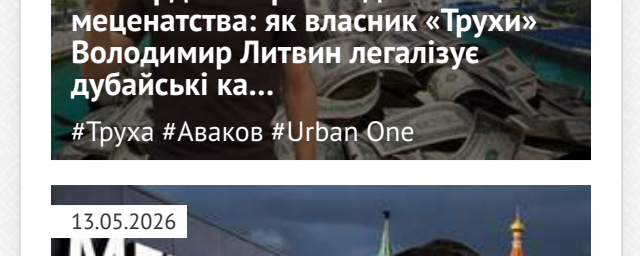 меценатства: як власник «Трухи»
Володимир Литвин легалізує
дубайські ка...
#Труха #Аваков #Urban One
13.05.2026